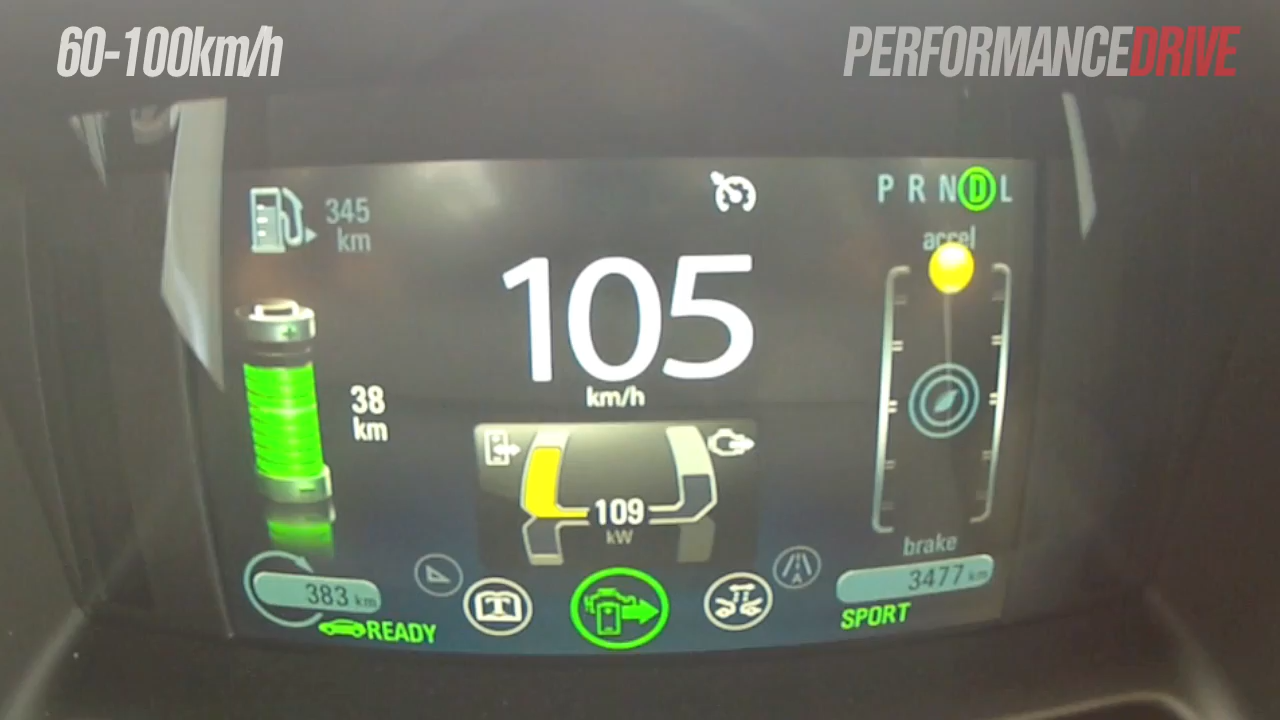 60-100km/h
PERFORMANCEDRIVE
345
km
P R N D L
accel
105
km/h
38
km
109
kW
brake
383 km
3477 km
READY
SPORT